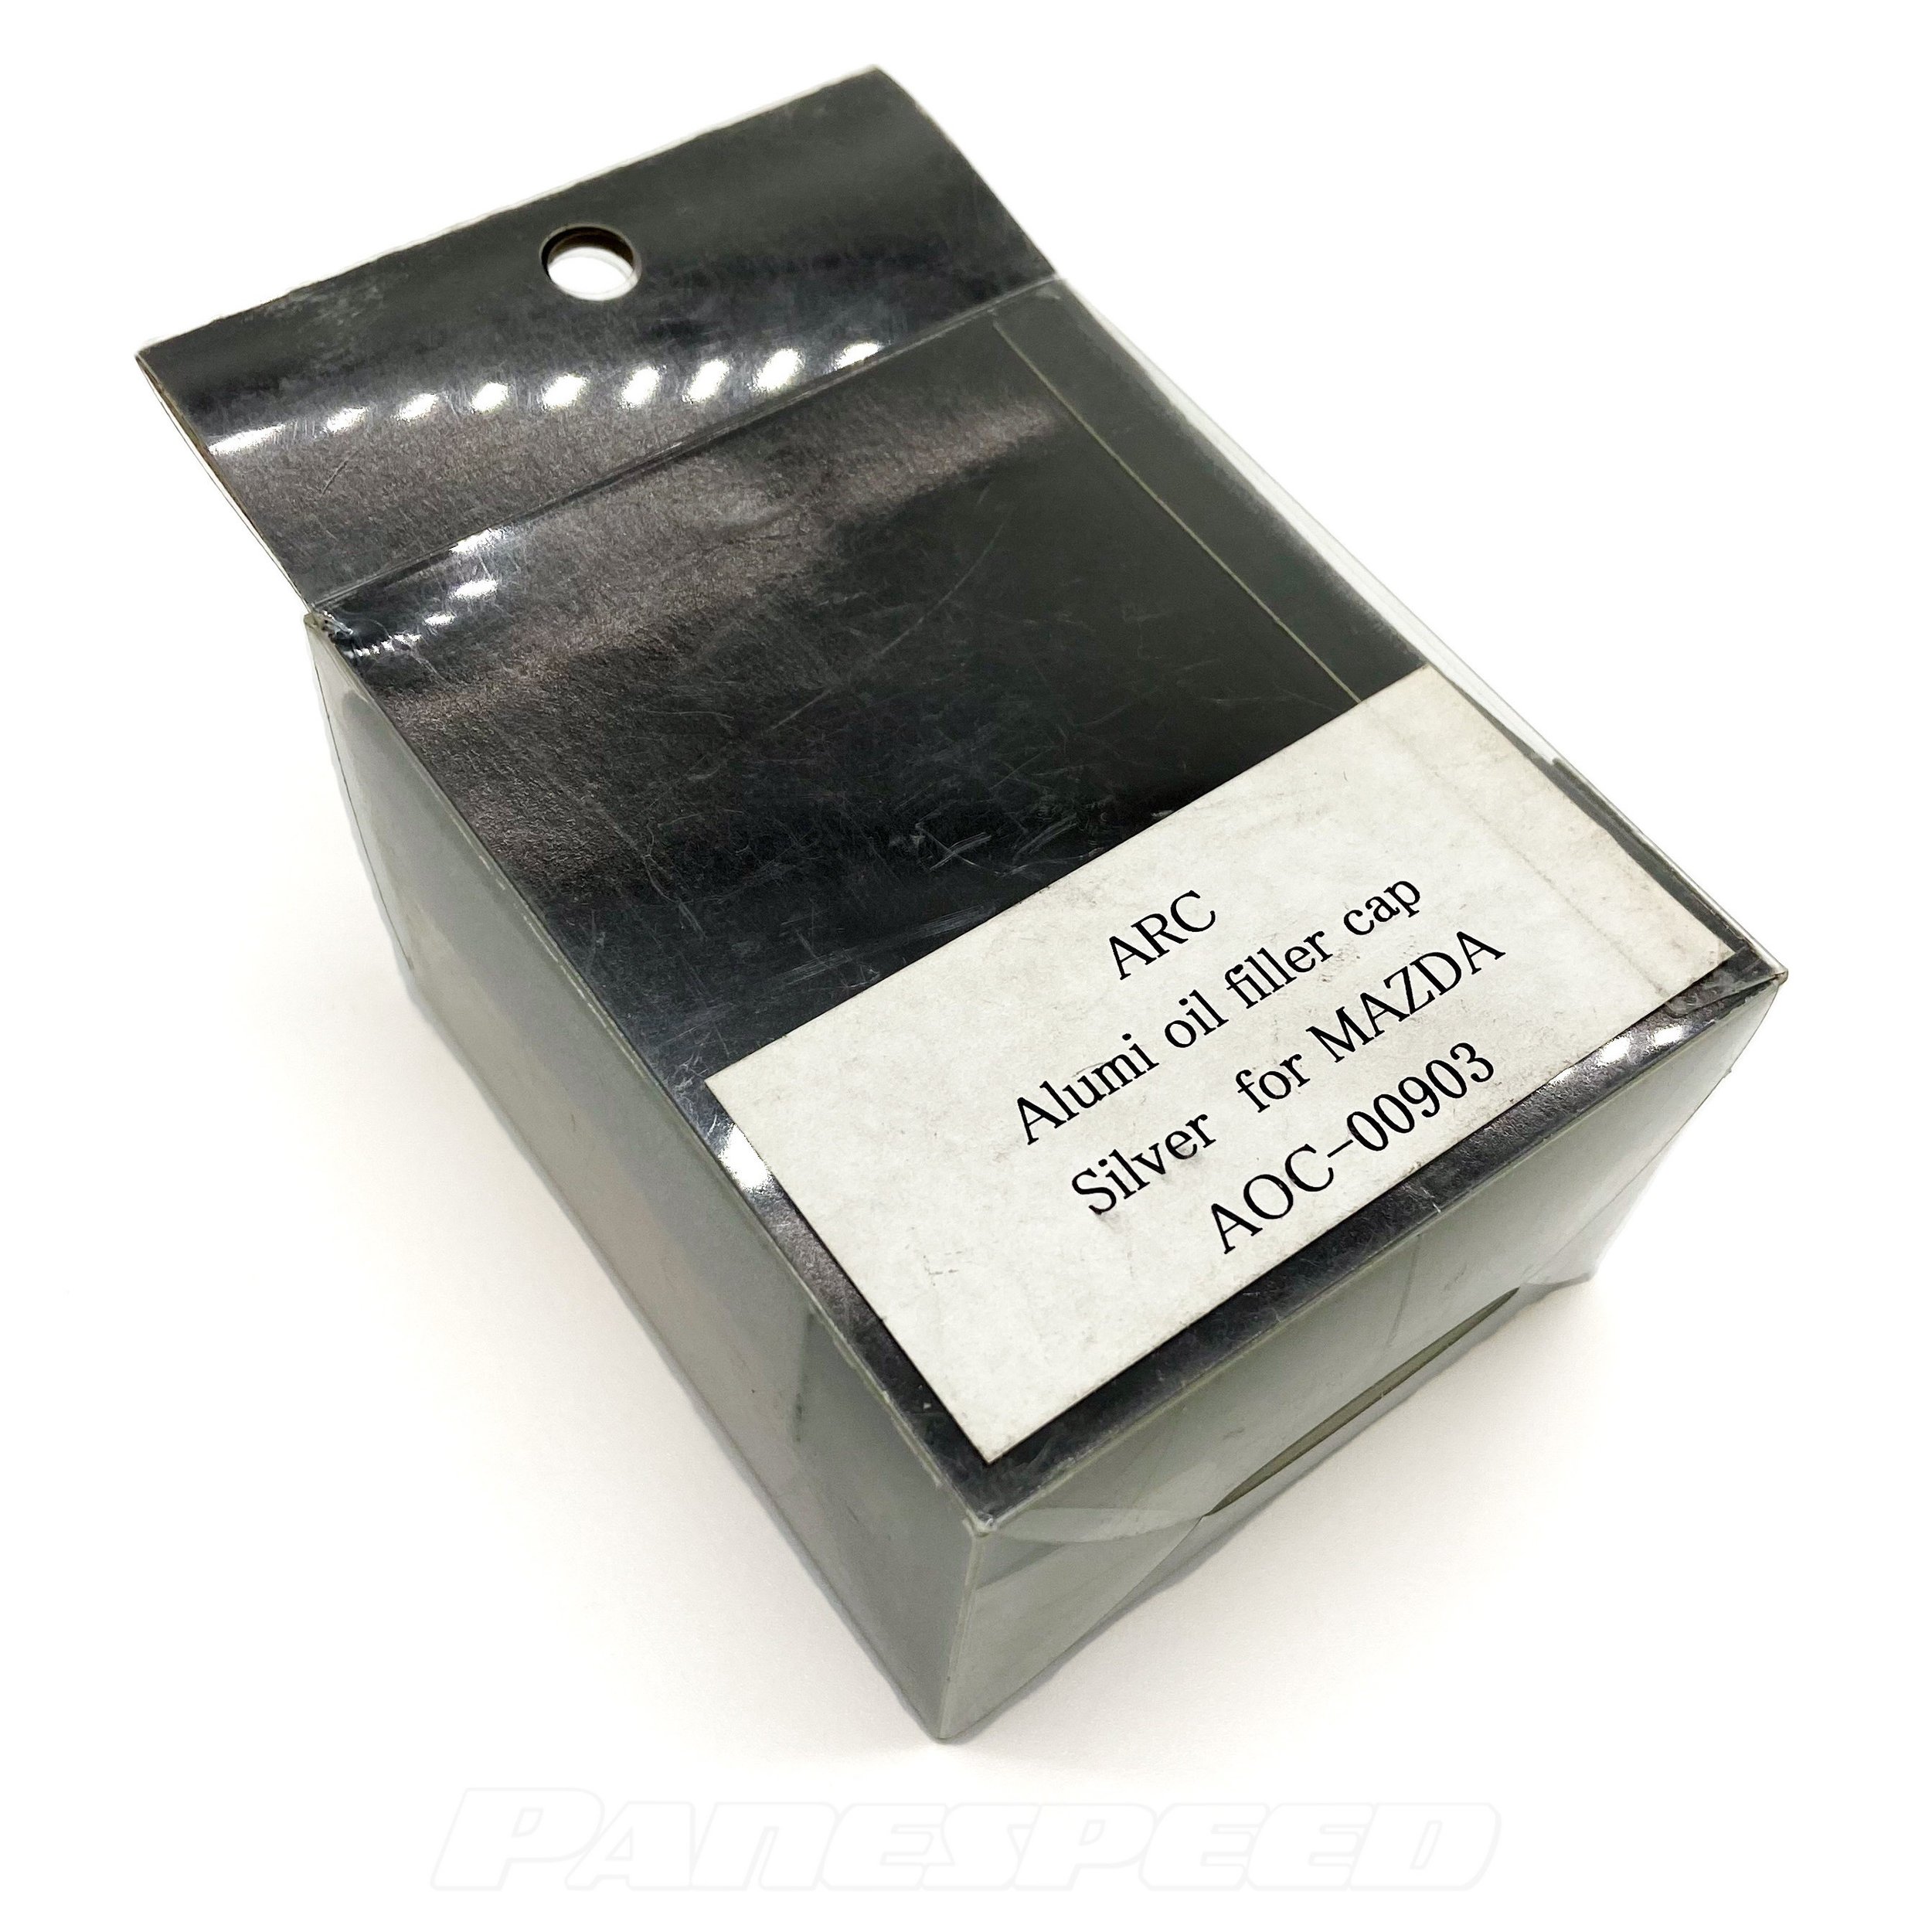 ARC
Alumi oil filler cap
Silver for MAZDA
AOC-00903
PANESPEED